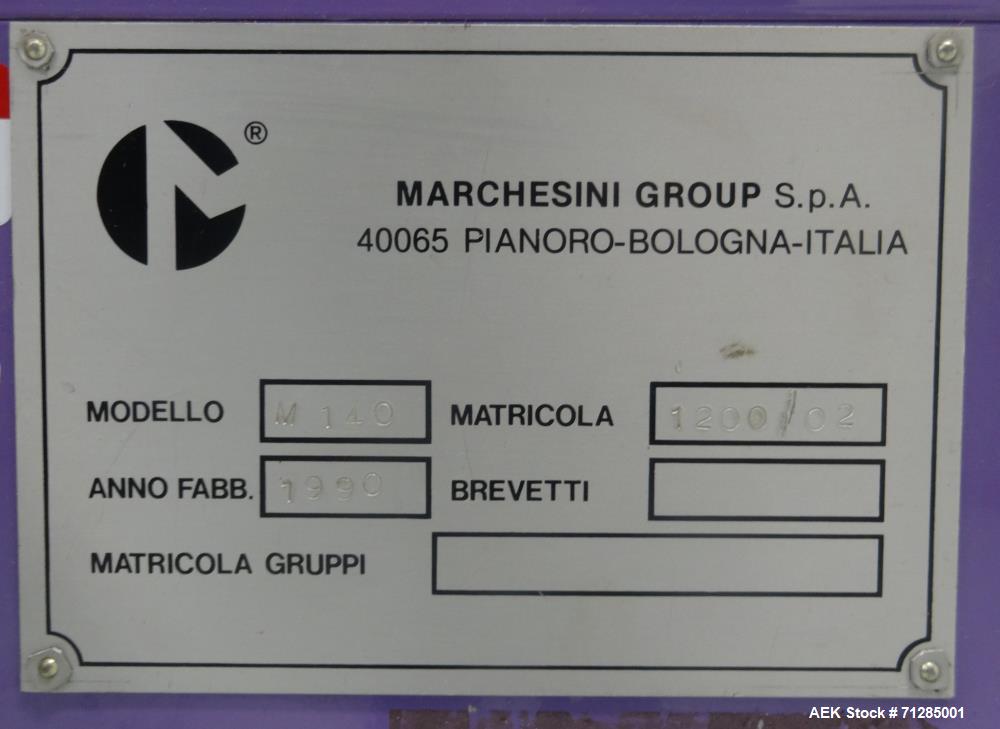 ®
MARCHESINI GROUP S.p.A.
40065 PIANORO-BOLOGNA-ITALIA
MODELLO M 140 MATRICOLA 1200/02
ANNO FABB. 1990 BREVETTI
MATRICOLA GRUPPI
AEK Stock # 71285001